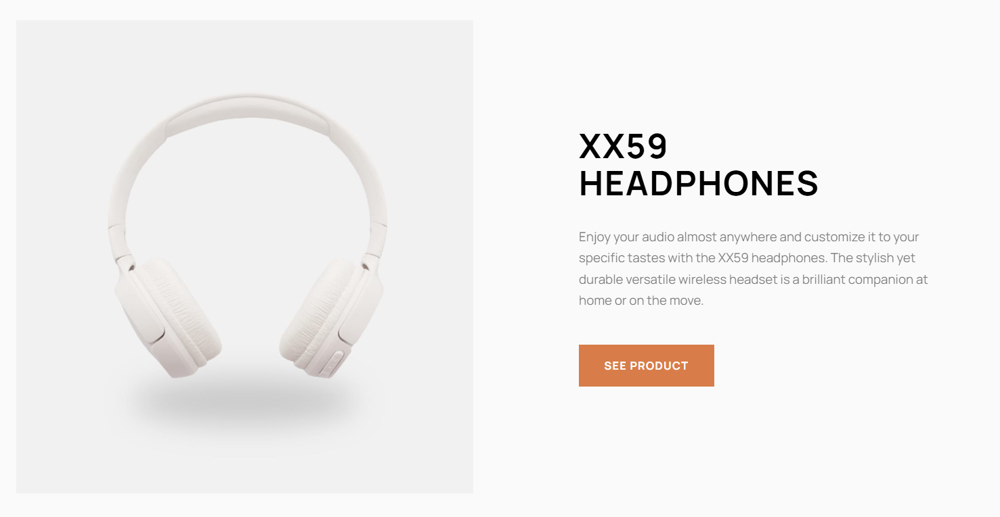 XX59
HEADPHONES
Enjoy your audio almost anywhere and customize it to your
specific tastes with the XX59 headphones. The stylish yet
durable versatile wireless headset is a brilliant companion at
home or on the move.
SEE PRODUCT